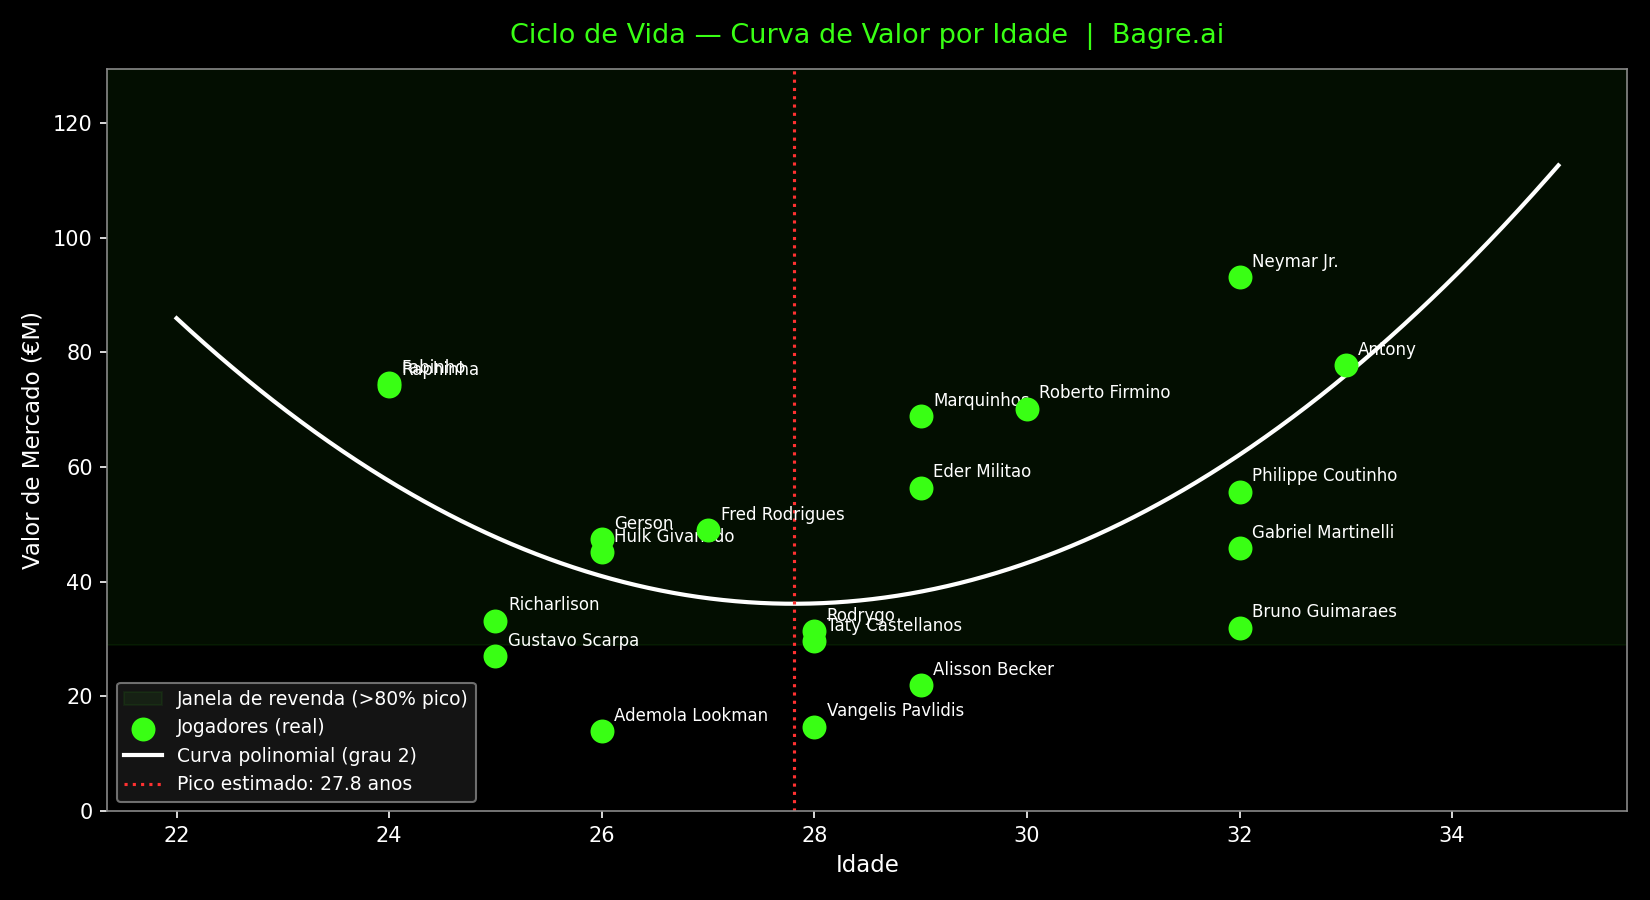 Ciclo de Vida — Curva de Valor por Idade | Bagre.ai
Valor de Mercado (€M)
120
100
80
60
40
20
0
Neymar Jr.
Antony
Fabinho
Raphinha
Marquinhos
Roberto Firmino
Eder Militao
Philippe Coutinho
Fred Rodrigues
Gerson
Hulk Givanildo
Gabriel Martinelli
Richarlison
Rodrygo
Taty Castellanos
Bruno Guimaraes
Gustavo Scarpa
Alisson Becker
Ademola Lookman
Vangelis Pavlidis
Janela de revenda (>80% pico)
Jogadores (real)
Curva polinomial (grau 2)
Pico estimado: 27.8 anos
22 24 26 28 30 32 34
Idade